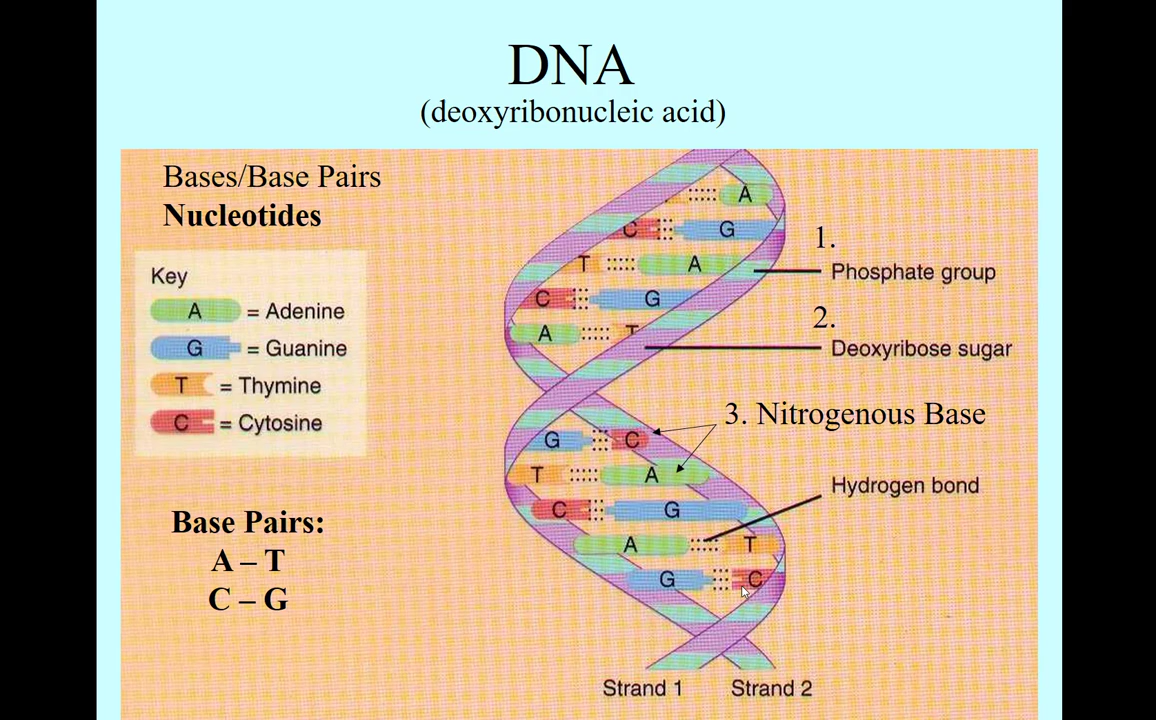 DNA
(deoxyribonucleic acid)
Bases/Base Pairs
Nucleotides
Key
A = Adenine
G = Guanine
T = Thymine
C = Cytosine
Base Pairs:
A – T
C – G
A
C G
T A
C G
A T
G C
T A
C G
A T
G C
1.
Phosphate group
2.
Deoxyribose sugar
3. Nitrogenous Base
Hydrogen bond
Strand 1 Strand 2